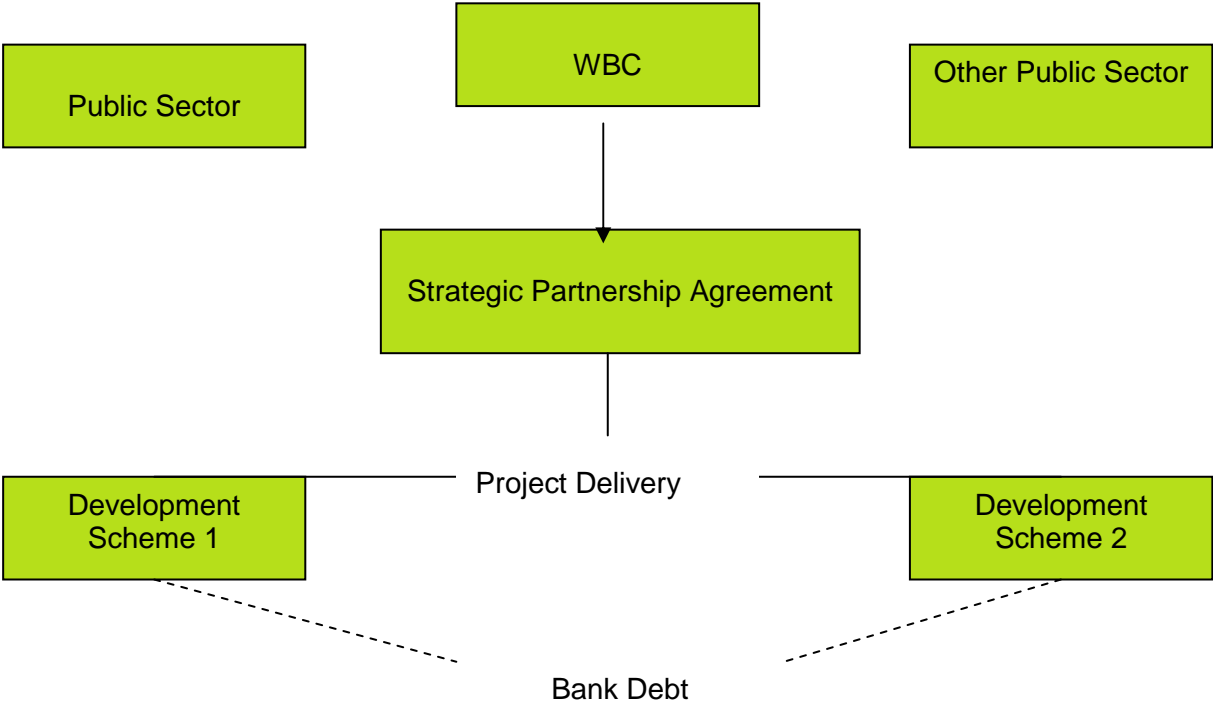 WBC
Public Sector
Other Public Sector
Strategic Partnership Agreement
Project Delivery
Development
Scheme 1
Development
Scheme 2
Bank Debt